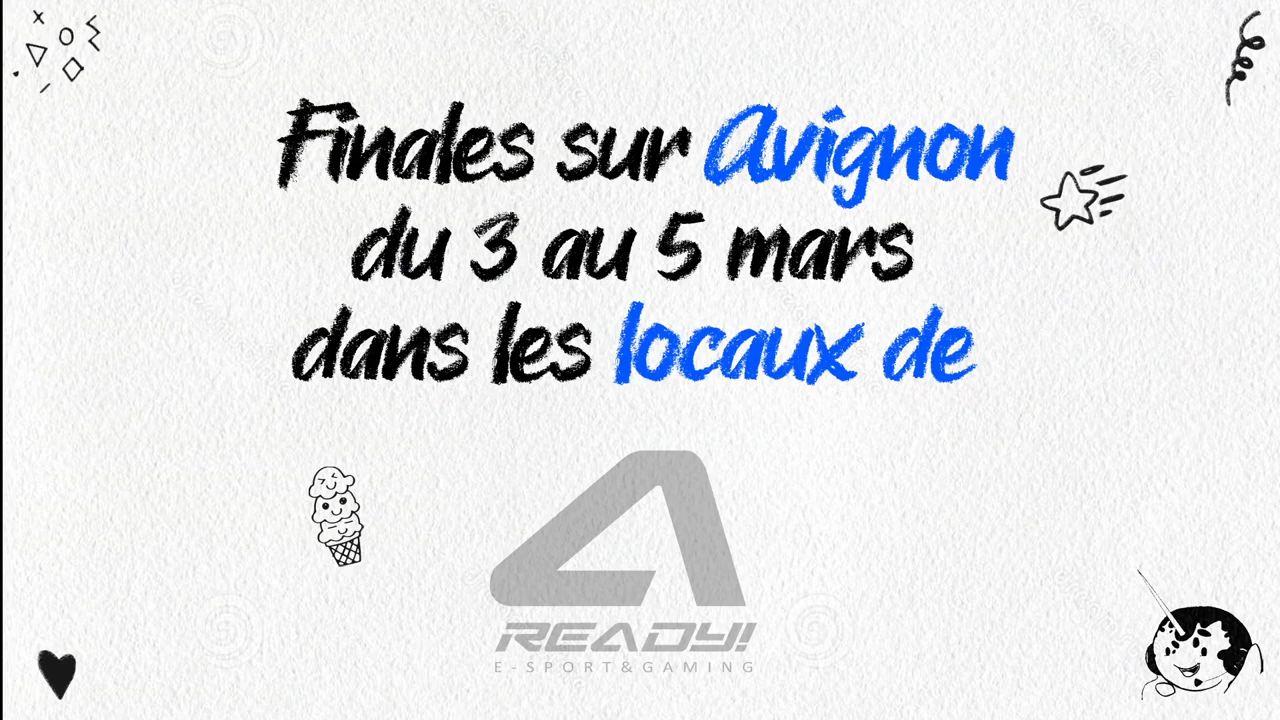 Finales sur Avignon
du 3 au 5 mars
dans les locaux de
READY!
E-SPORT&GAMING